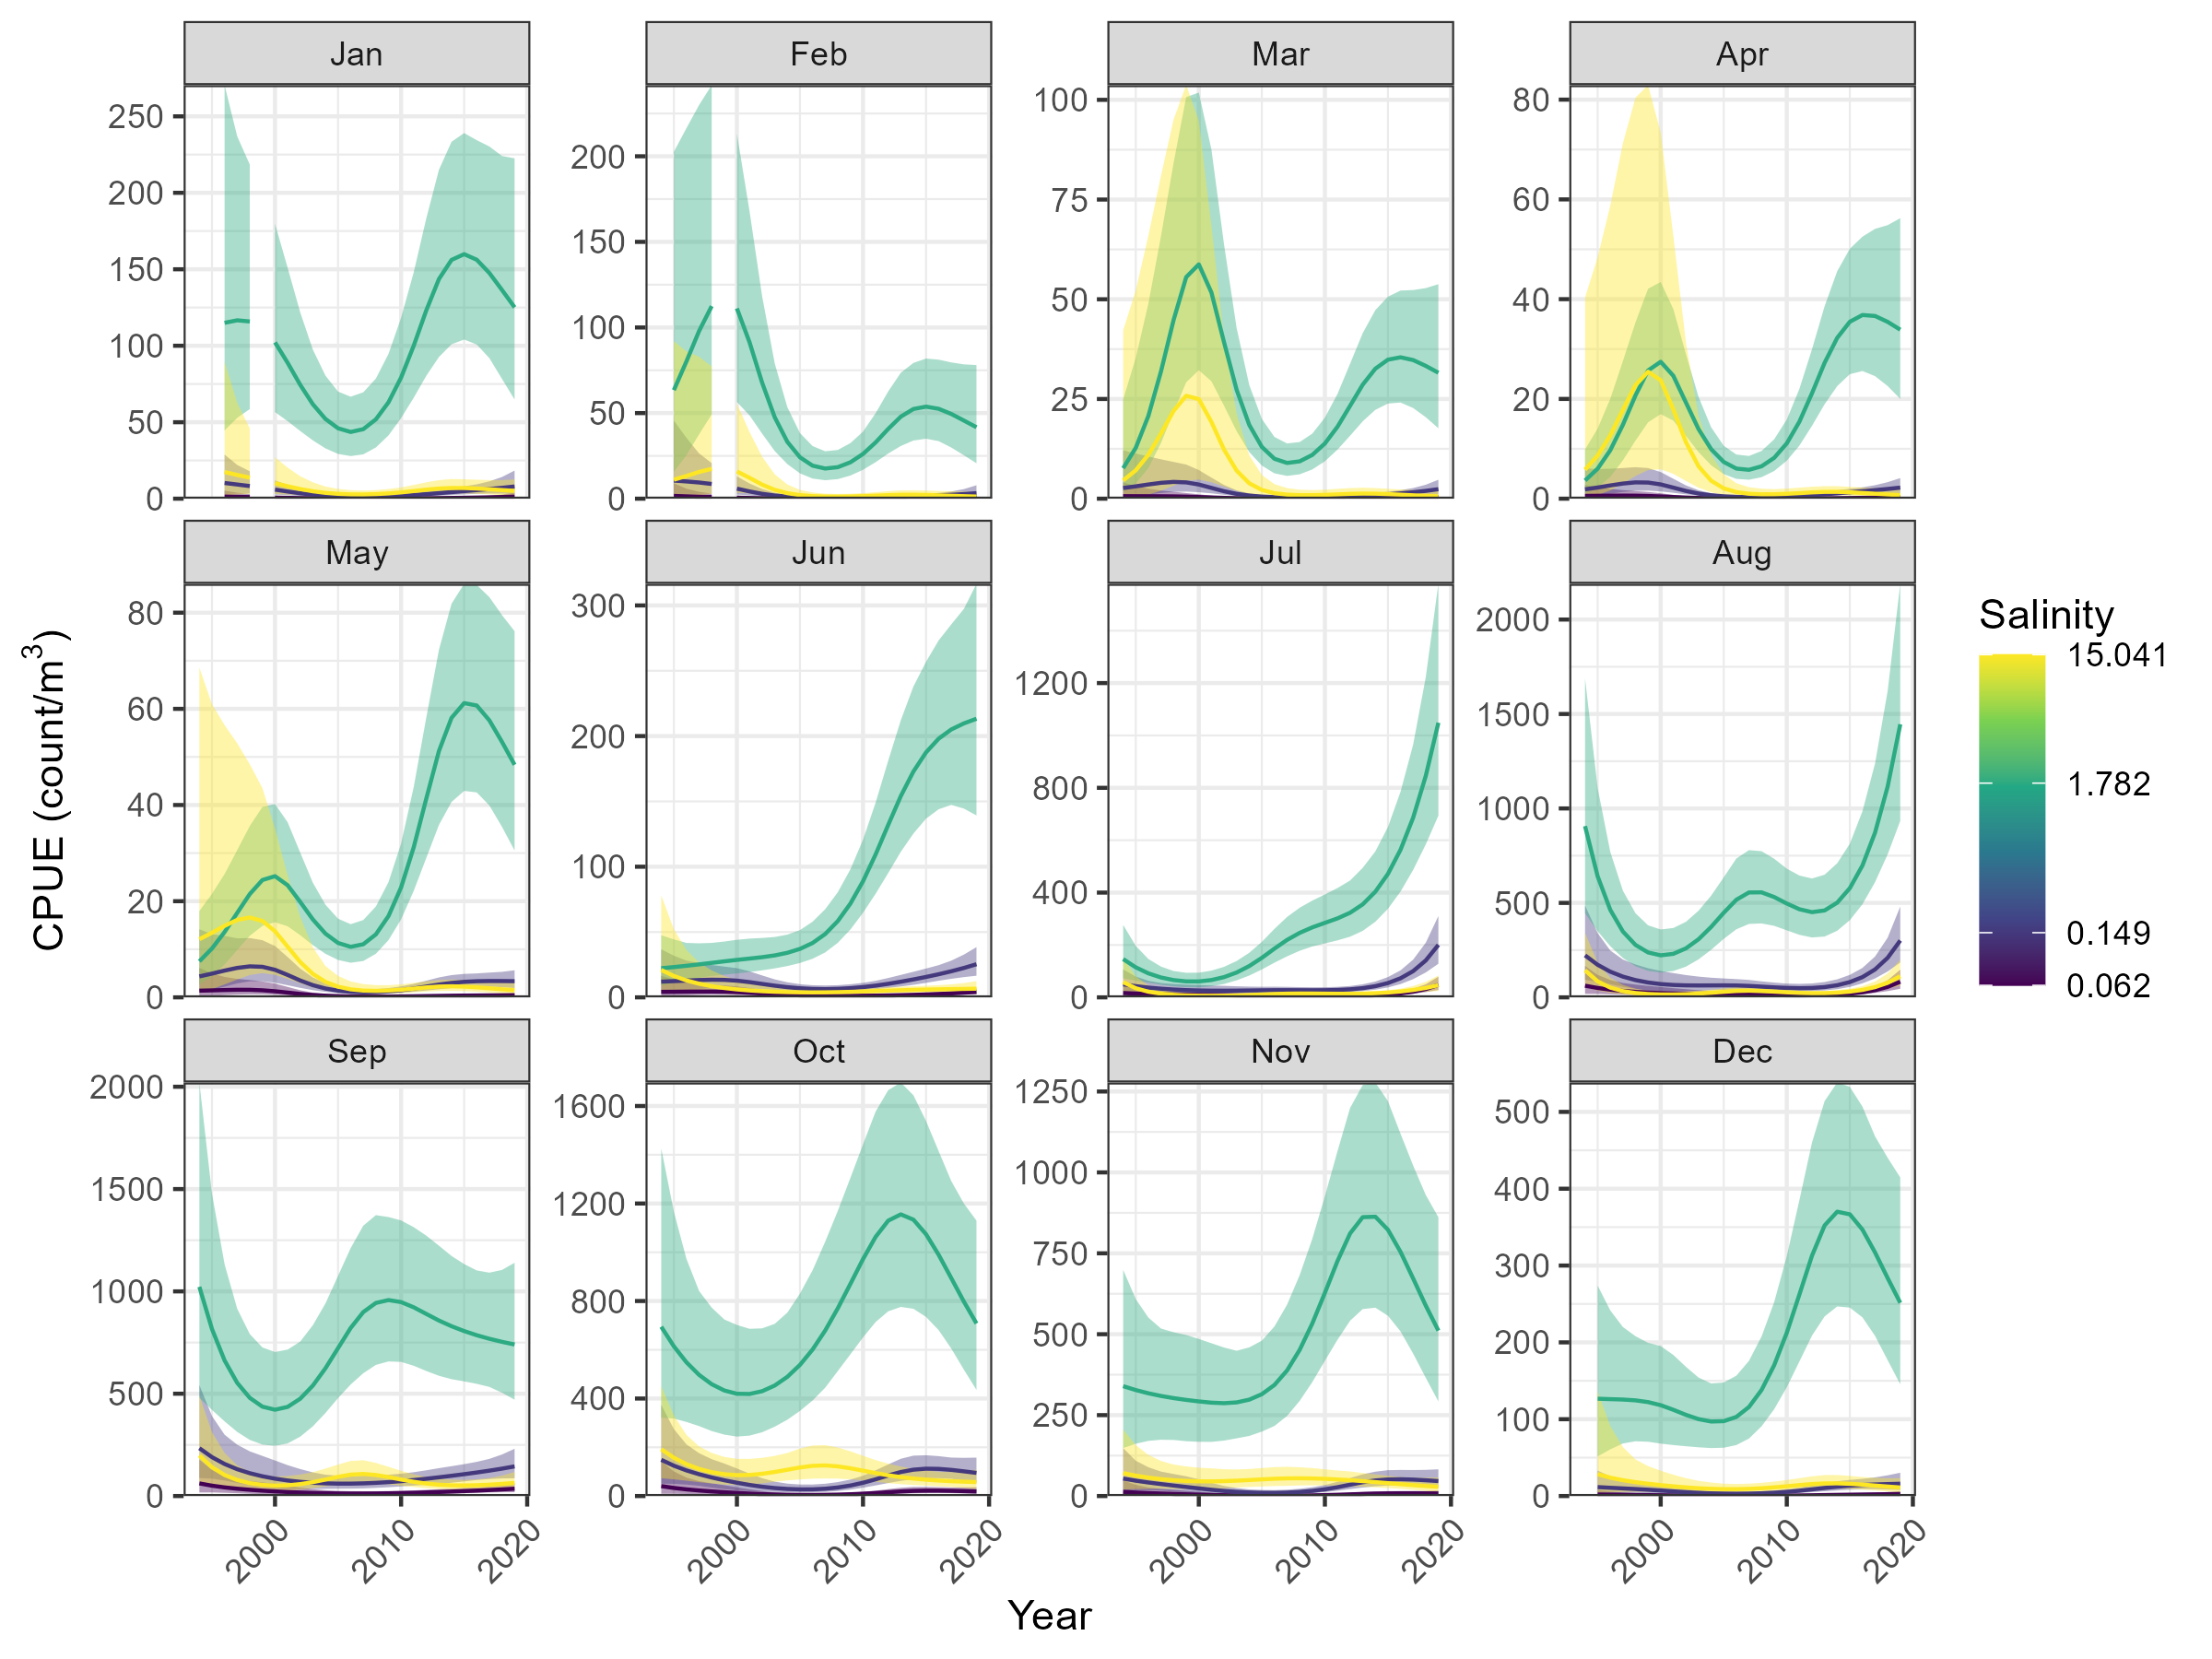 Jan Feb Mar Apr
250 200 150 100 50 0
200 150 100 50 0
100 75 50 25 0
80 60 40 20 0
May Jun Jul Aug
80 60 40 20 0
300 200 100 0
1200 800 400 0
2000 1500 1000 500 0
Sep Oct Nov Dec
2000 1500 1000 500 0
1600 1200 800 400 0
1250 1000 750 500 250 0
500 400 300 200 100 0
2000 2010 2020 2000 2010 2020 2000 2010 2020 2000 2010 2020
Year
CPUE (count/m³)
Salinity
15.041
1.782
0.149
0.062